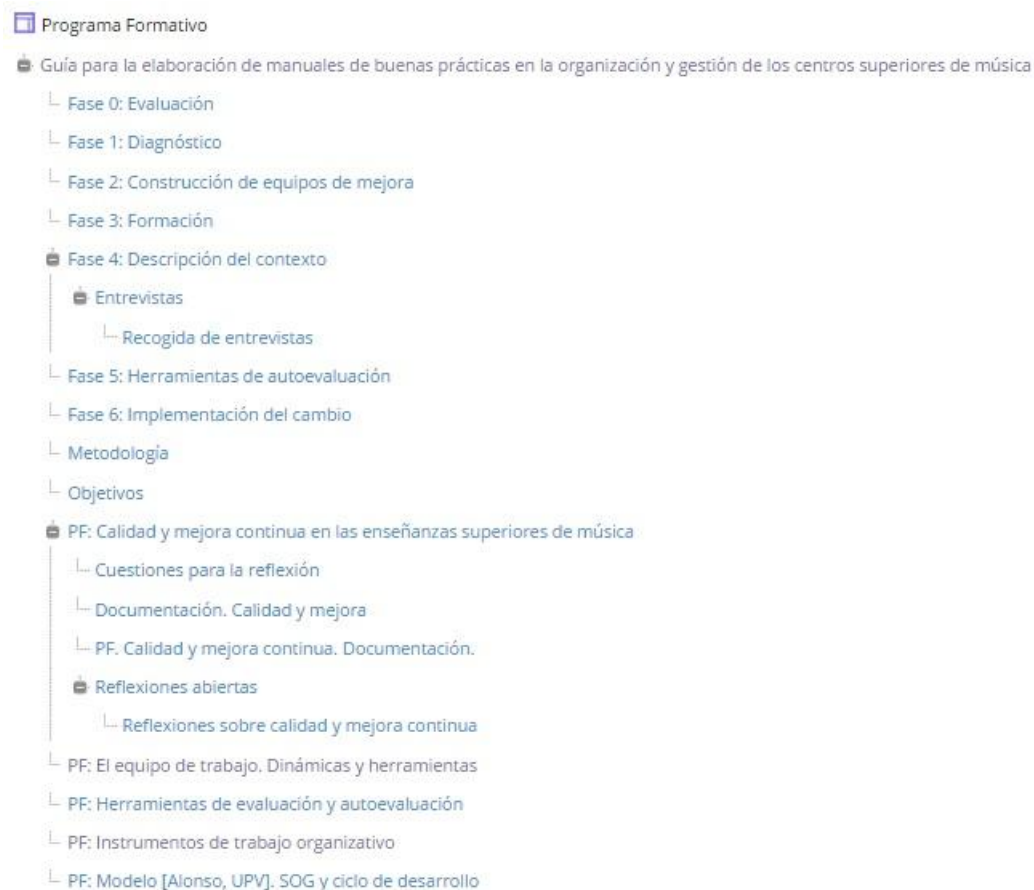 Programa Formativo
Guía para la elaboración de manuales de buenas prácticas en la organización y gestión de los centros superiores de música
Fase 0: Evaluación
Fase 1: Diagnóstico
Fase 2: Construcción de equipos de mejora
Fase 3: Formación
Fase 4: Descripción del contexto
Entrevistas
Recogida de entrevistas
Fase 5: Herramientas de autoevaluación
Fase 6: Implementación del cambio
Metodología
Objetivos
PF: Calidad y mejora continua en las enseñanzas superiores de música
Cuestiones para la reflexión
Documentación. Calidad y mejora
PF. Calidad y mejora continua. Documentación.
Reflexiones abiertas
Reflexiones sobre calidad y mejora continua
PF: El equipo de trabajo. Dinámicas y herramientas
PF: Herramientas de evaluación y autoevaluación
PF: Instrumentos de trabajo organizativo
PF: Modelo [Alonso, UPV]. SOG y ciclo de desarrollo